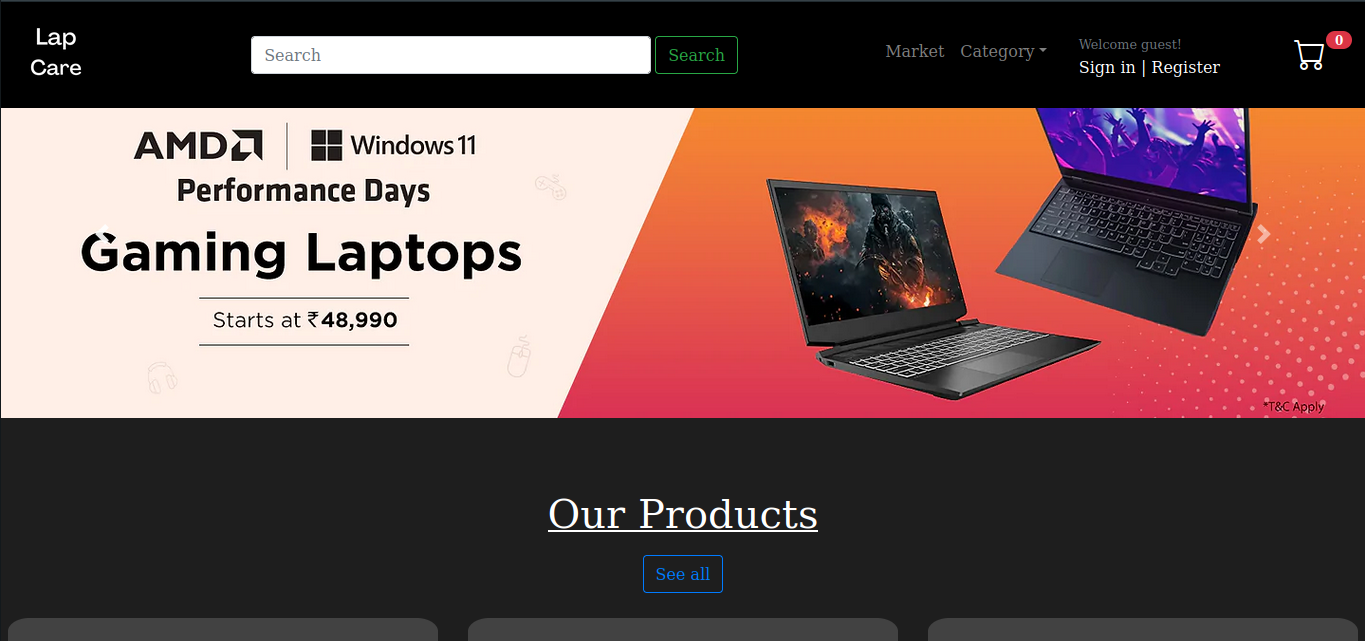 Lap
Care
Search
Search
Market
Category
Welcome guest!
Sign in | Register
0
AMD
Windows 11
Performance Days
Gaming Laptops
Starts at ₹48,990
*T&C Apply
Our Products
See all